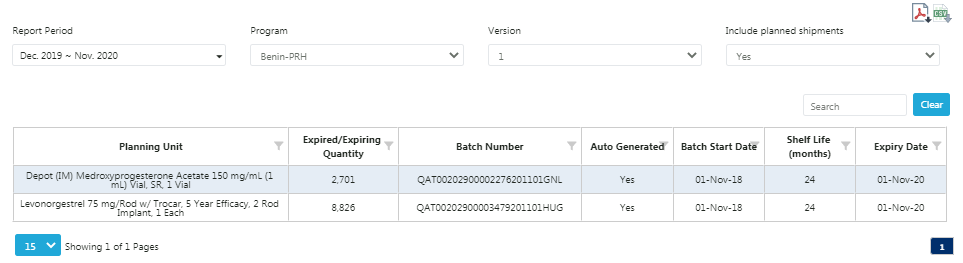 CSV
Report Period
Program
Version
Include planned shipments
Dec. 2019 ~ Nov. 2020
Benin-PRH
1
Yes
Search
Clear
Planning Unit
Expired/Expiring Quantity
Batch Number
Auto Generated
Batch Start Date
Shelf Life (months)
Expiry Date
Depot (IM) Medroxyprogesterone Acetate 150 mg/mL (1
mL) Vial, SR, 1 Vial
2,701
QAT00202900002276201101GNL
Yes
01-Nov-18
24
01-Nov-20
Levonorgestrel 75 mg/Rod w/ Trocar, 5 Year Efficacy, 2 Rod
Implant, 1 Each
8,826
QAT00202900003479201101HUG
Yes
01-Nov-18
24
01-Nov-20
15
Showing 1 of 1 Pages
1